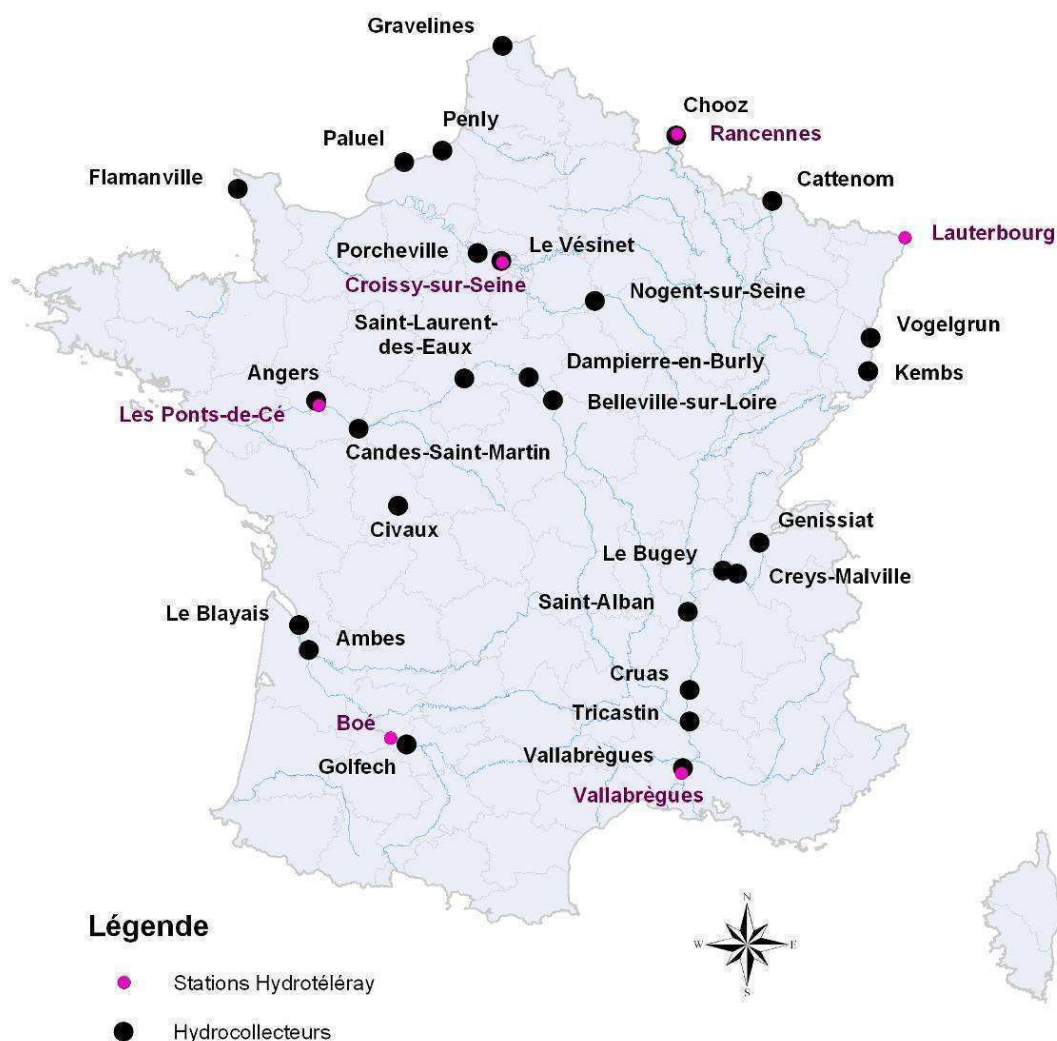 Gravelines
Chooz
Rancennes
Penly
Paluel
Flamanville
Cattenom
Lauterbourg
Porcheville
Le Vésinet
Croissy-sur-Seine
Nogent-sur-Seine
Saint-Laurent-
des-Eaux
Vogelgrun
Dampierre-en-Burly
Kembs
Angers
Belleville-sur-Loire
Les Ponts-de-Cé
Candes-Saint-Martin
Civaux
Genissiat
Le Bugey
Creys-Malville
Saint-Alban
Le Blayais
Ambes
Cruas
Tricastin
Boé
Golfech
Vallabrègues
Vallabrègues
Légende
Stations Hydrotéléray
Hydrocollecteurs
N
W
E
S